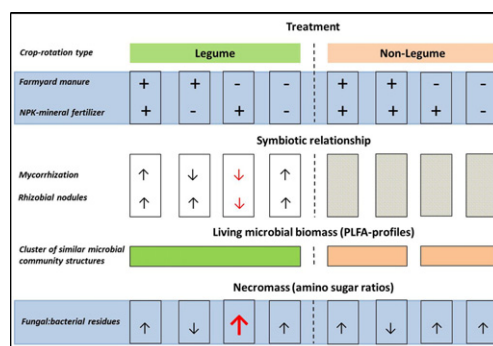 Treatment
Crop-rotation type Legume Non-Legume
Farmyard manure + + - - + + - -
NPK-mineral fertilizer + - + - + + + -
Symbiotic relationship
Mycorrhization ↑ ↓ ↓ ↑
Rhizobial nodules ↑ ↑ ↓ ↑
Living microbial biomass (PLFA-profiles)
Cluster of similar microbial
community structures
Necromass (amino sugar ratios)
Fungal:bacterial residues ↑ ↓ ↑ ↑ ↑ ↓ ↑ ↑